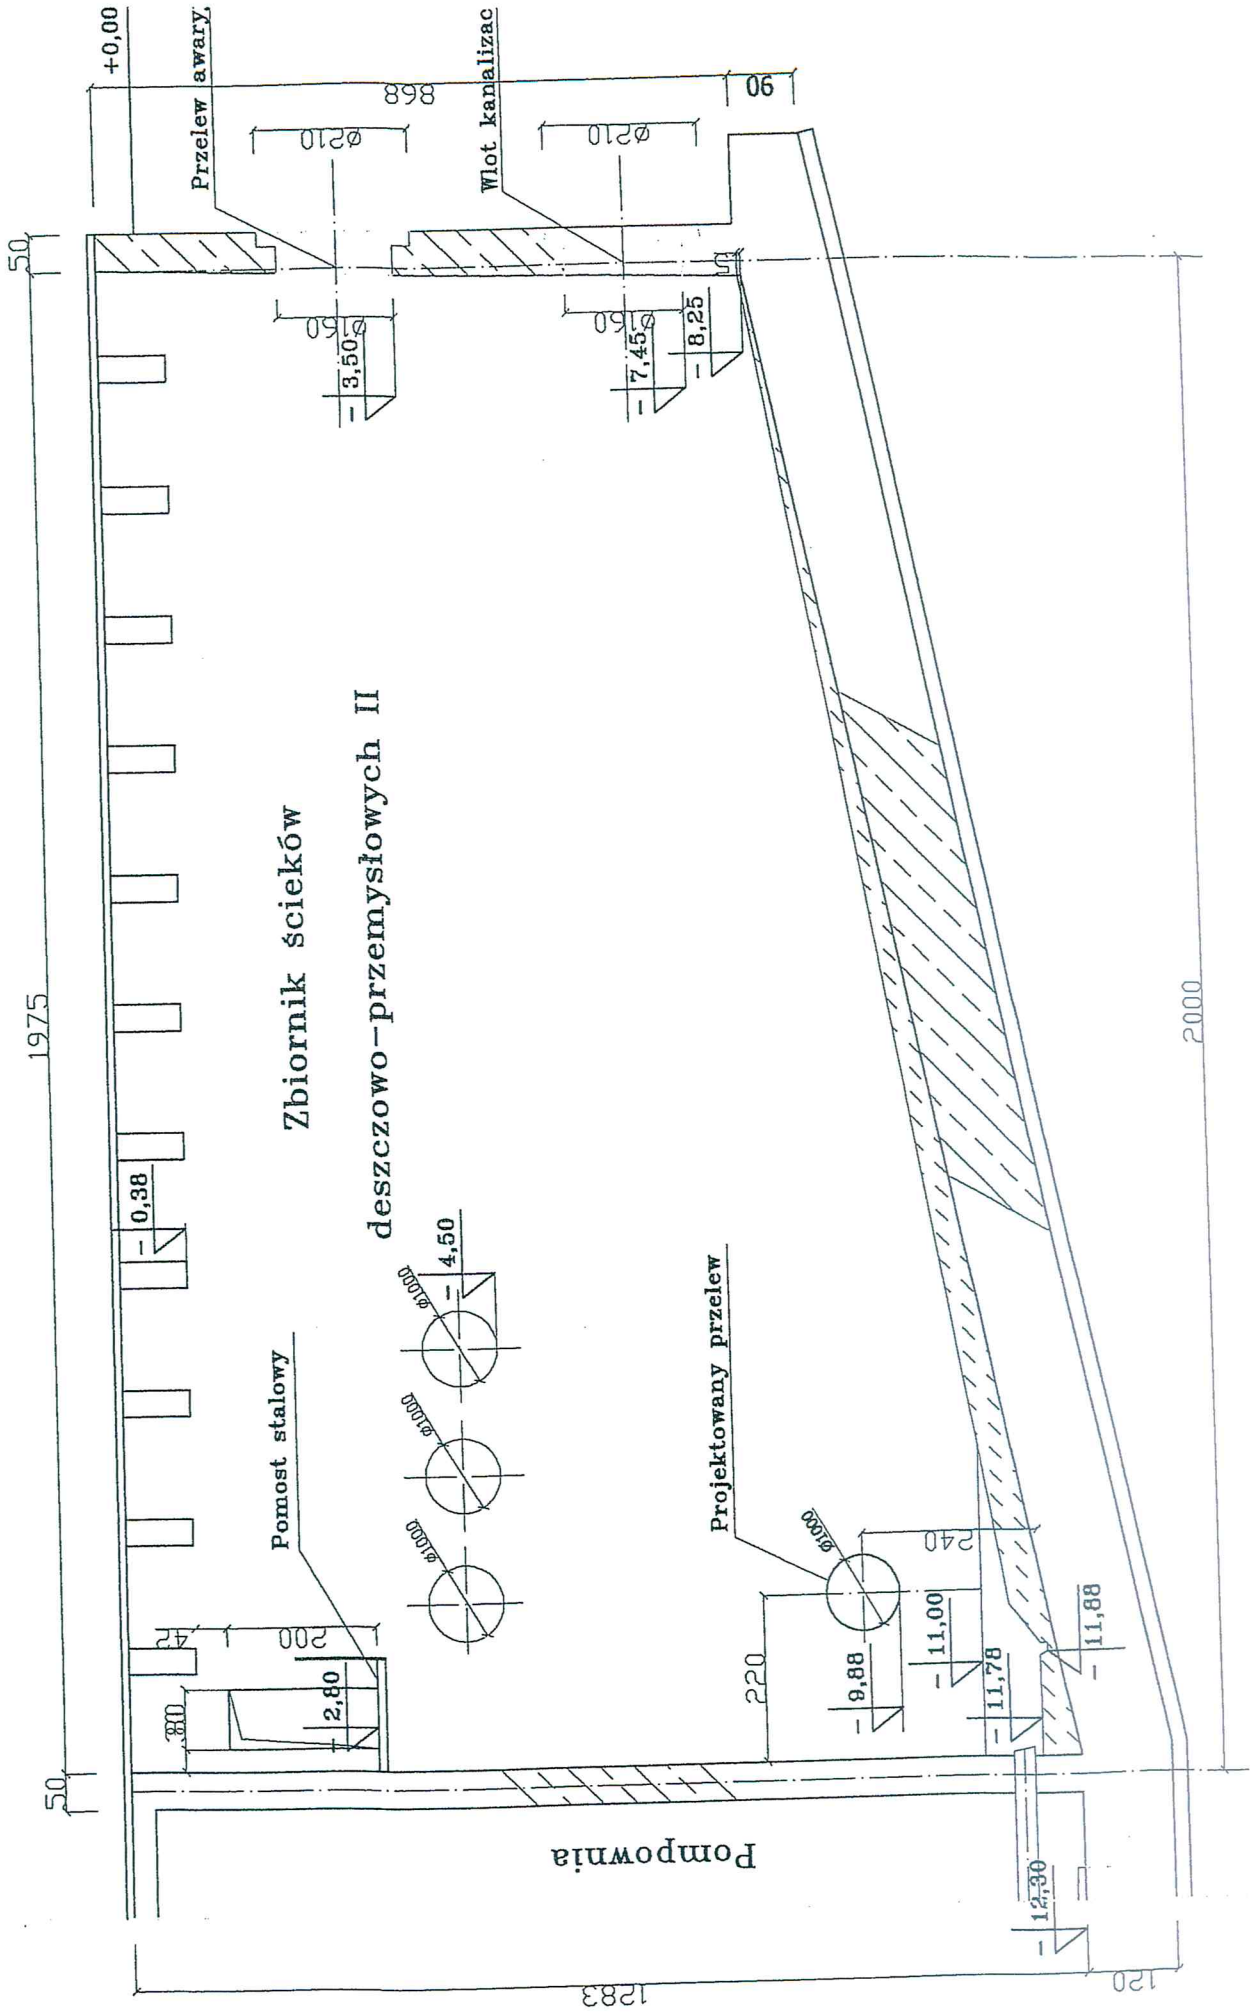 50
1975
50
+0,00
Przelew awary
868
90
Ø210
Ø210
Wlot kanalizac
Ø160
- 3,50
Ø160
- 7,45
- 8,25
5
- 0,38
Zbiornik ścieków
deszczowo-przemysłowych II
Pomost stalowy
42
200
80
- 2,80
ø1000
ø1000
ø1000
- 4,50
Projektowany przelew
ø1000
240
220
- 9,88
- 11,00
- 11,78
- 11,88
Pompownia
- 12,30
1283
120
2000